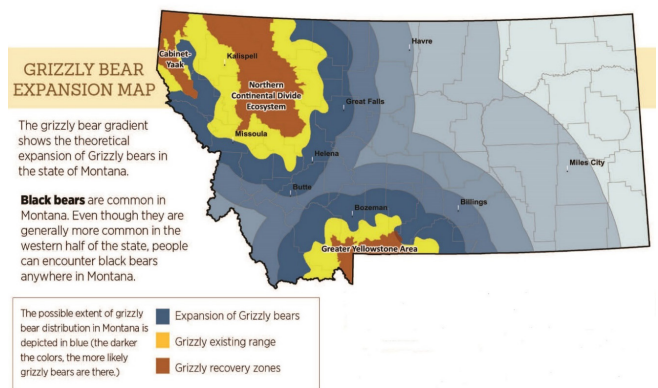 GRIZZLY BEAR
EXPANSION MAP
The grizzly bear gradient
shows the theoretical
expansion of Grizzly bears in
the state of Montana.
Black bears are common in
Montana. Even though they are
generally more common in the
western half of the state, people
can encounter black bears
anywhere in Montana.
Cabinet-
Yaak
Kalispell
Northern
Continental Divide
Ecosystem
Missoula
Havre
Great Falls
Helena
Butte
Bozeman
Billings
Miles City
Greater Yellowstone Area
The possible extent of grizzly
bear distribution in Montana is
depicted in blue (the darker
the colors, the more likely
grizzly bears are there.)
Expansion of Grizzly bears
Grizzly existing range
Grizzly recovery zones